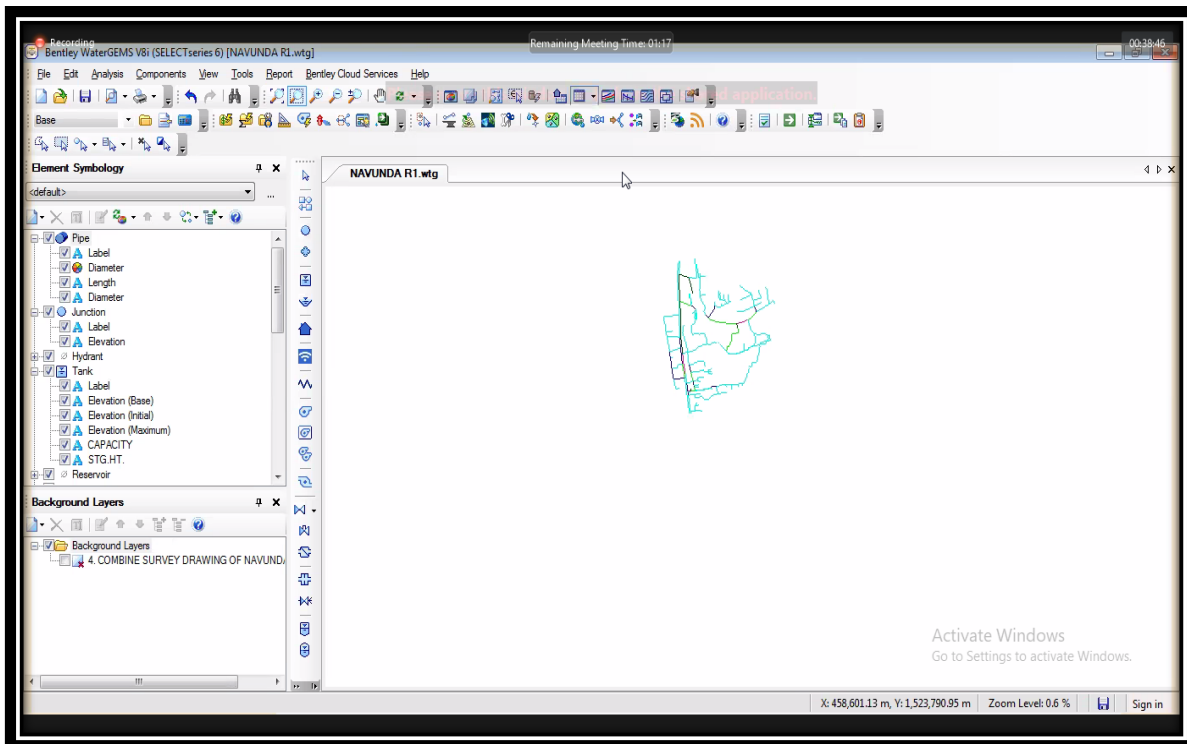 Recording
Bentley WaterGEMS V8i (SELECTseries 6) [NAVUNDA R1.wtg]
Remaining Meeting Time: 01:17
00:38:46
File Edit Analysis Components View Tools Report Bentley Cloud Services Help
application.
Base
Element Symbology
<default>
NAVUNDA R1.wtg
Pipe
Label
Diameter
Length
Diameter
Junction
Label
Elevation
Hydrant
Tank
Label
Elevation (Base)
Elevation (Initial)
Elevation (Maximum)
CAPACITY
STG.HT.
Reservoir
Background Layers
Background Layers
4. COMBINE SURVEY DRAWING OF NAVUND
Activate Windows
Go to Settings to activate Windows.
X: 458,601.13 m, Y: 1,523,790.95 m Zoom Level: 0.6 % Sign in